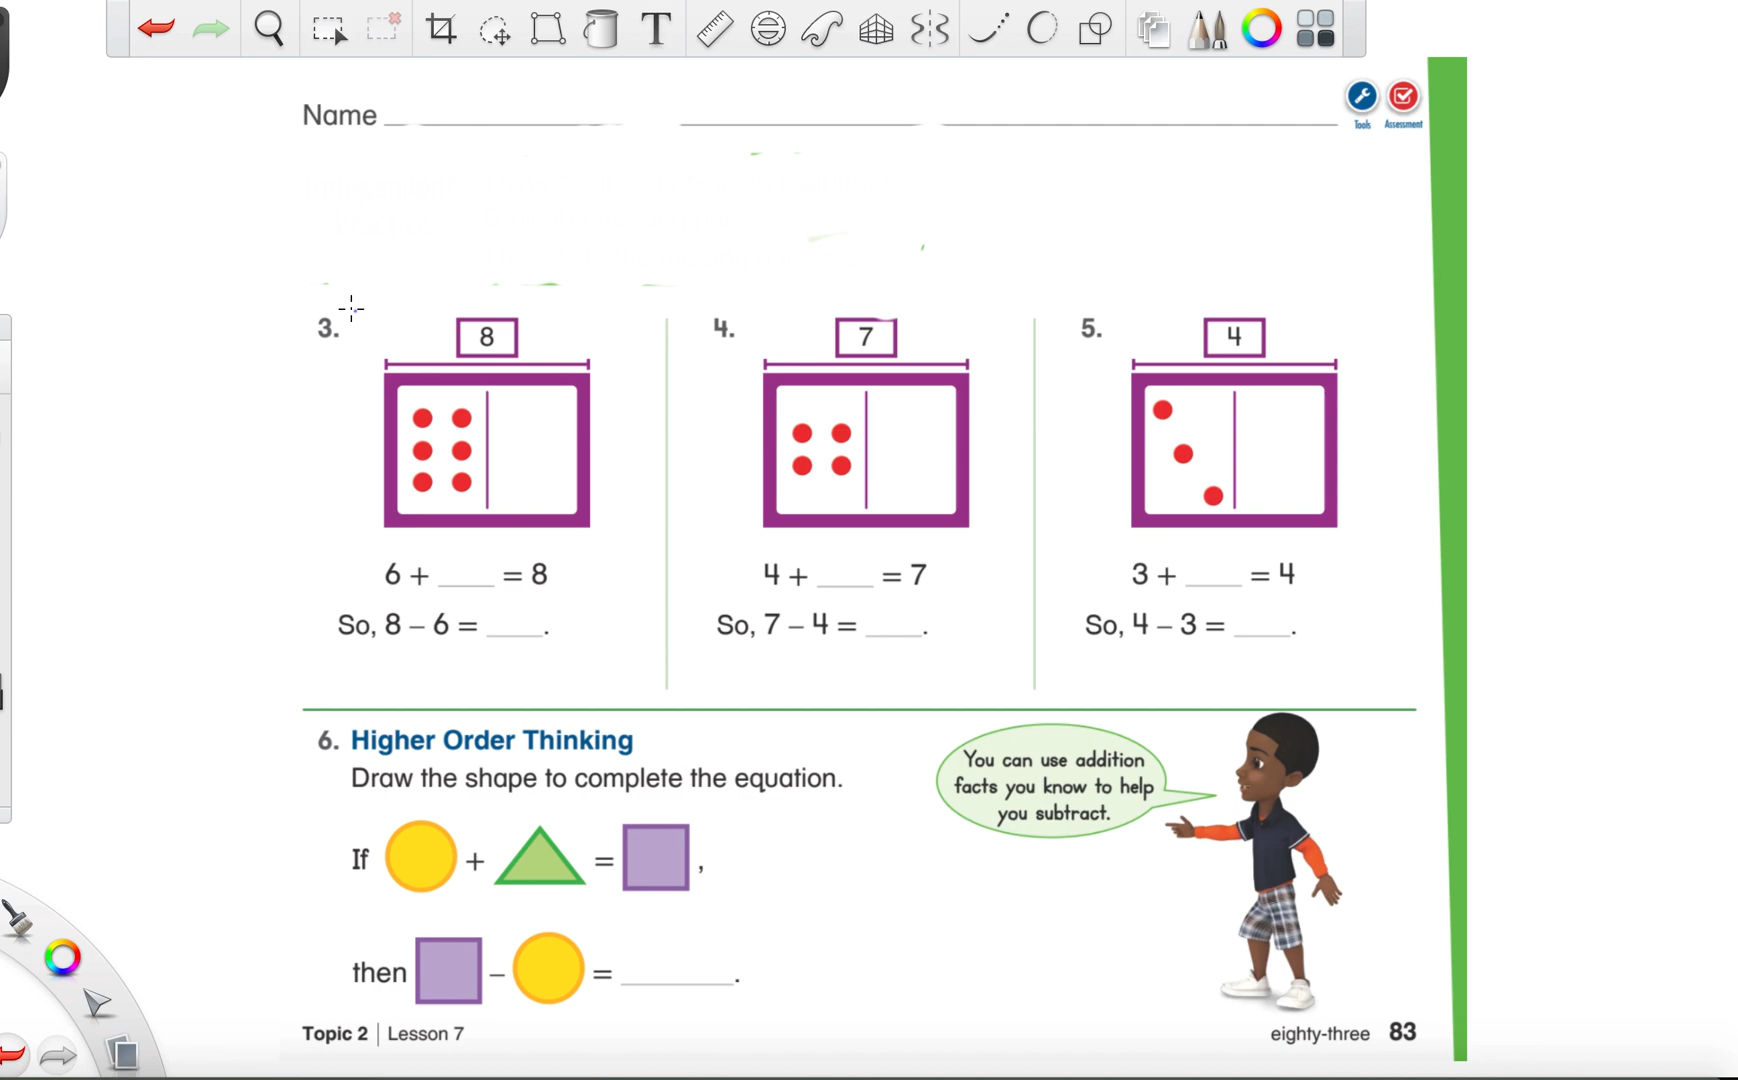 Name
Tools Assessment
3. 8
4. 7
5. 4
6 + ____ = 8
So, 8 – 6 = ____.
4 + ____ = 7
So, 7 – 4 = ____.
3 + ____ = 4
So, 4 – 3 = ____.
6. Higher Order Thinking
Draw the shape to complete the equation.
If + = ,
then – = ________.
You can use addition
facts you know to help
you subtract.
Topic 2 | Lesson 7
eighty-three 83